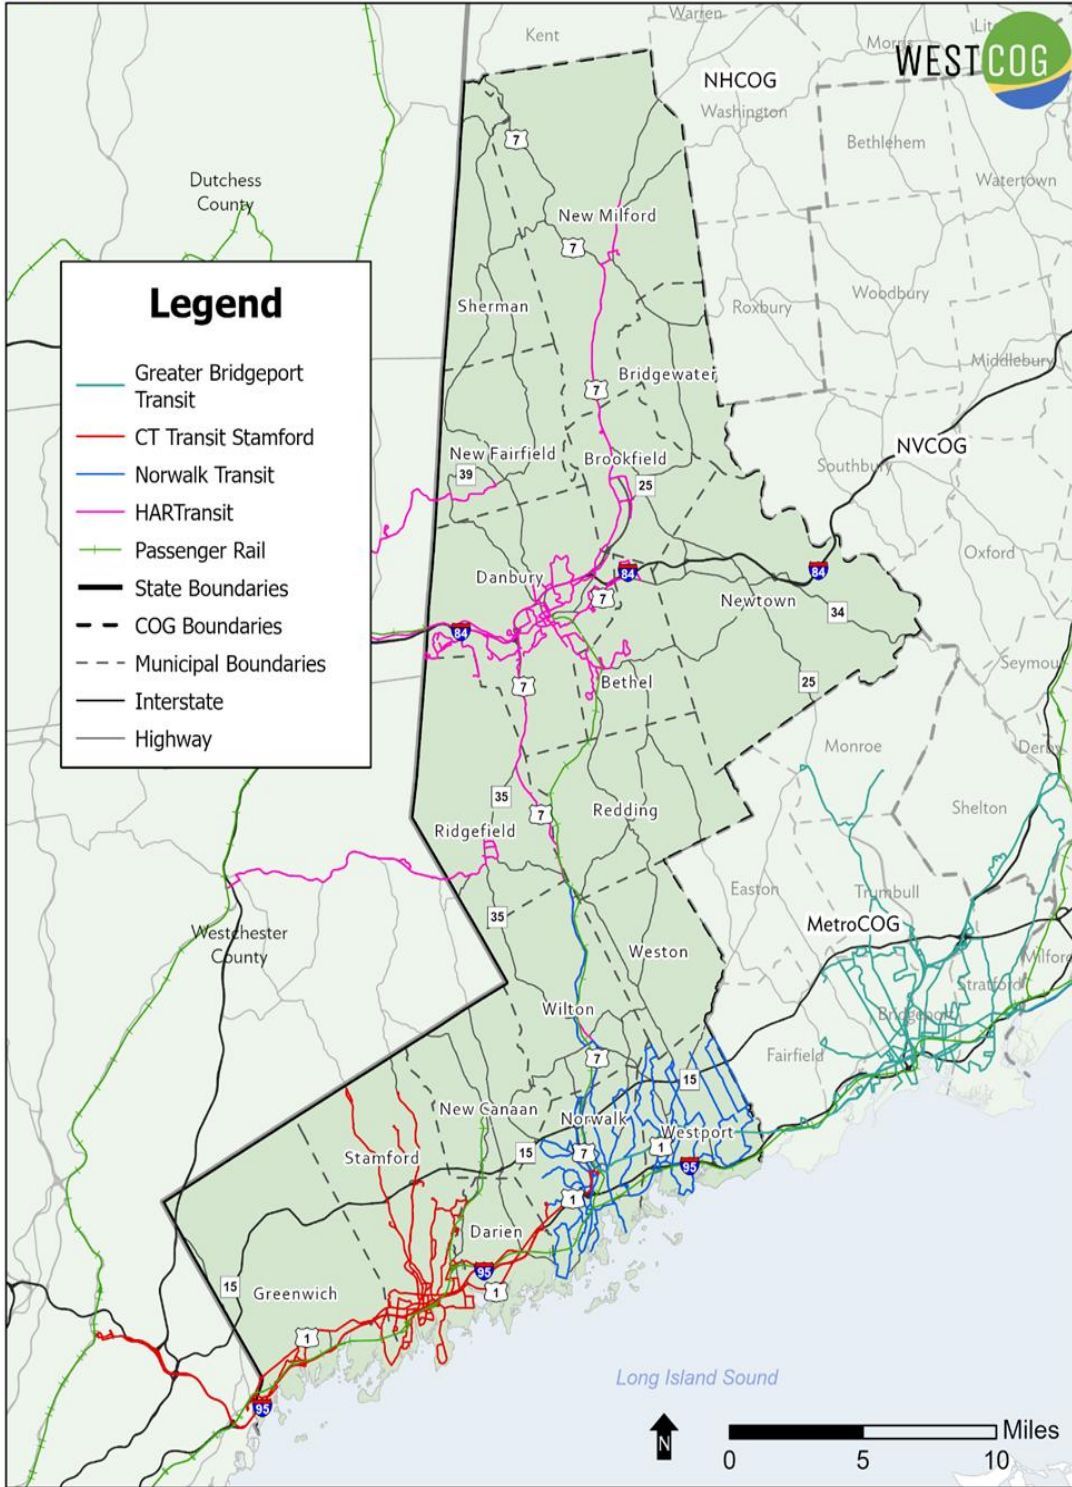 Warren
Kent
Morris
WESTCOG
NHCOG
Washington
7
Bethlehem
Dutchess
County
Watertown
New Milford
7
Legend
Greater Bridgeport
Transit
CT Transit Stamford
Norwalk Transit
HARTransit
Passenger Rail
State Boundaries
COG Boundaries
Municipal Boundaries
Interstate
Highway
Sherman
Roxbury
Woodbury
Middlebury
Bridgewater
7
New Fairfield
Brookfield
NVCOG
Southbury
39
25
Oxford
Danbury
84
84
7
Newtown
34
84
Seymour
Bethel
25
7
Monroe
Derby
35
7
Redding
Shelton
Ridgefield
Easton
Trumbull
35
MetroCOG
Westchester
County
Weston
Milford
Stratford
Wilton
Bridgeport
7
Fairfield
15
New Canaan
Norwalk
Westport
Stamford
15
7
1
95
1
Darien
95
15
Greenwich
1
1
Long Island Sound
95
N
Miles
0 5 10